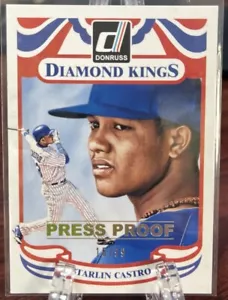 DONRUSS
DIAMOND KINGS
PRESS PROOF
STARLIN CASTRO